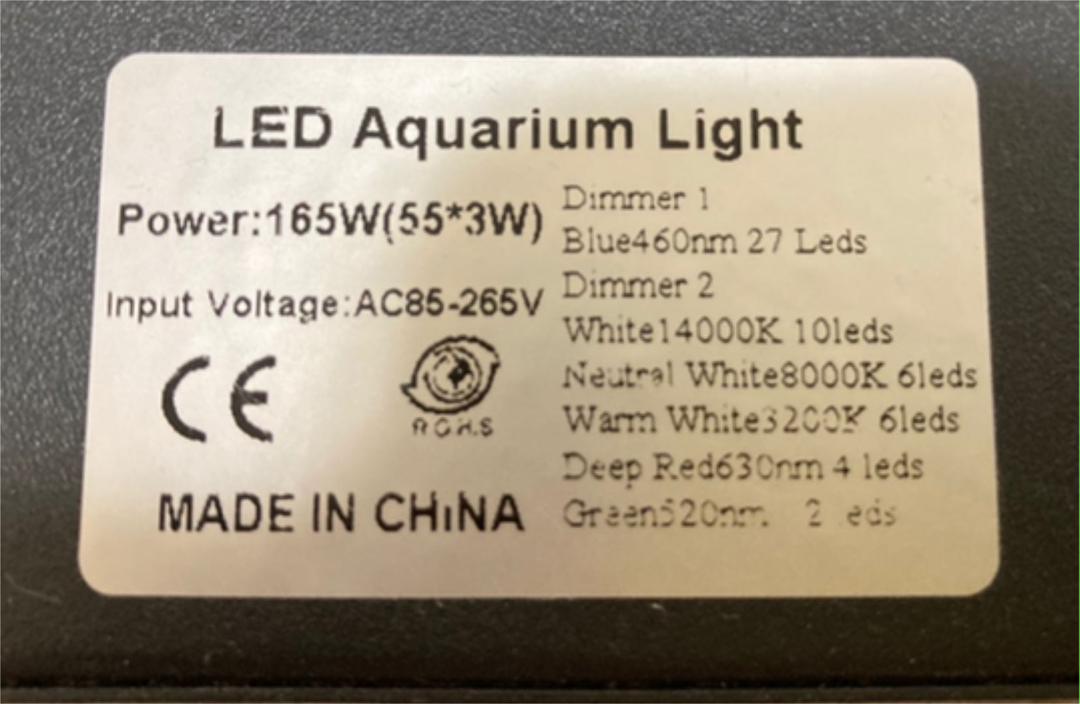 LED Aquarium Light
Power:165W(55*3W)
Input Voltage:AC85-265V
CE
ROHS
MADE IN CHINA
Dimmer 1
Blue460nm 27 Leds
Dimmer 2
White14000K 10leds
Neutral White8000K 6leds
Warm White3200K 6leds
Deep Red630nm 4 leds
Green520nm 2 leds